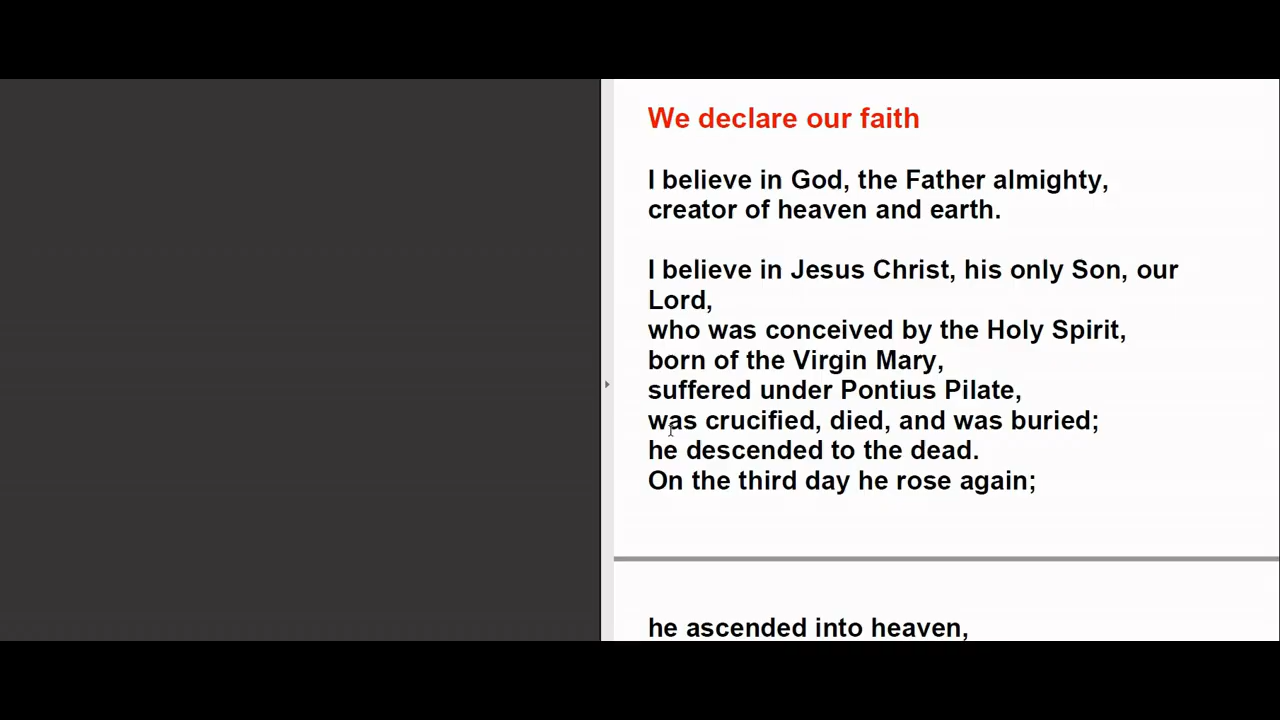 We declare our faith
I believe in God, the Father almighty,
creator of heaven and earth.
I believe in Jesus Christ, his only Son, our
Lord,
who was conceived by the Holy Spirit,
born of the Virgin Mary,
suffered under Pontius Pilate,
was crucified, died, and was buried;
he descended to the dead.
On the third day he rose again;
he ascended into heaven,